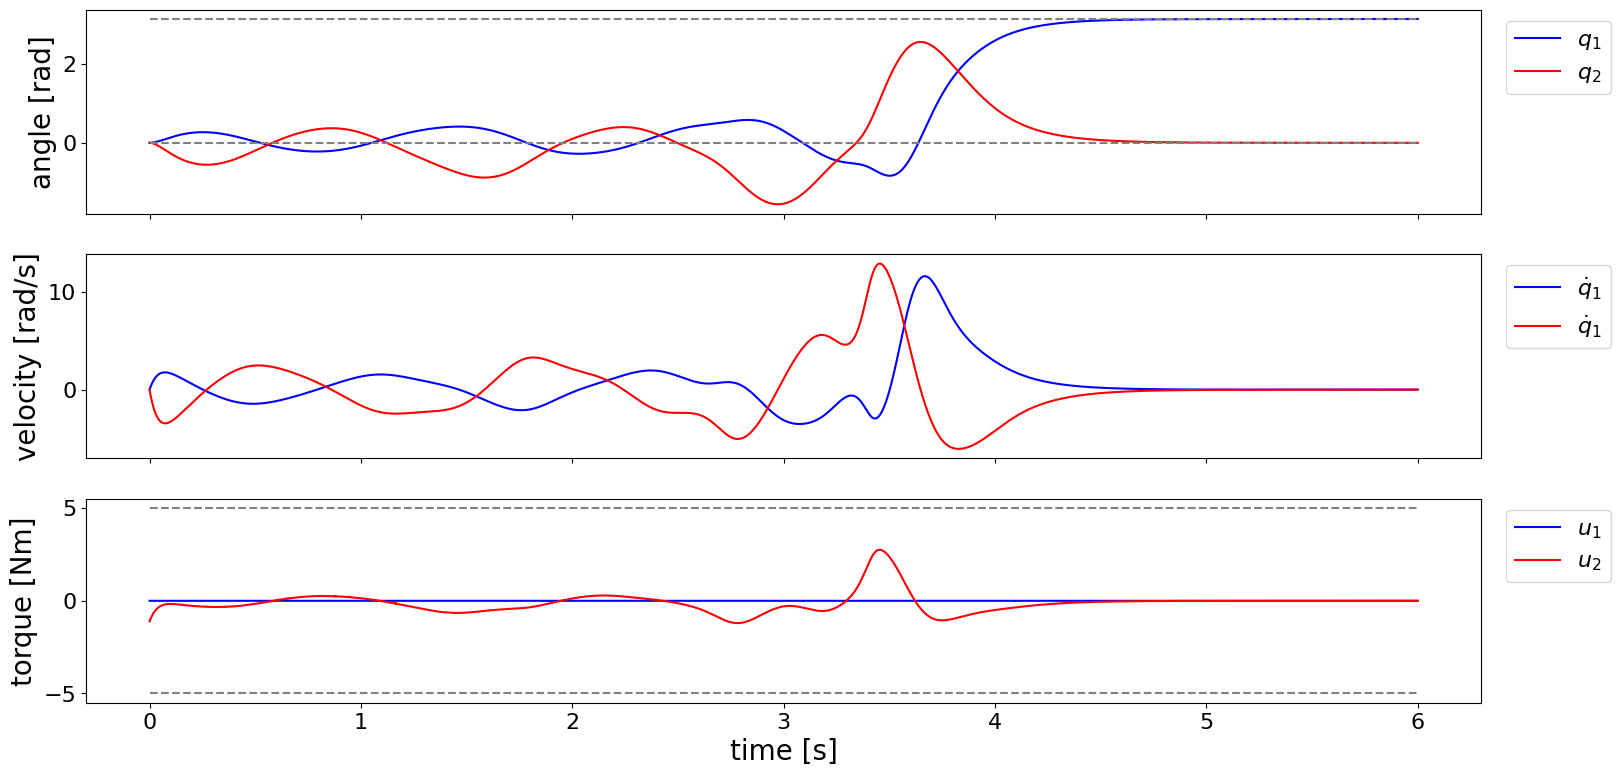 angle [rad]
2
0
q₁
q₂
velocity [rad/s]
10
0
q̇₁
q̇₁
torque [Nm]
5
0
−5
u₁
u₂
0 1 2 3 4 5 6
time [s]